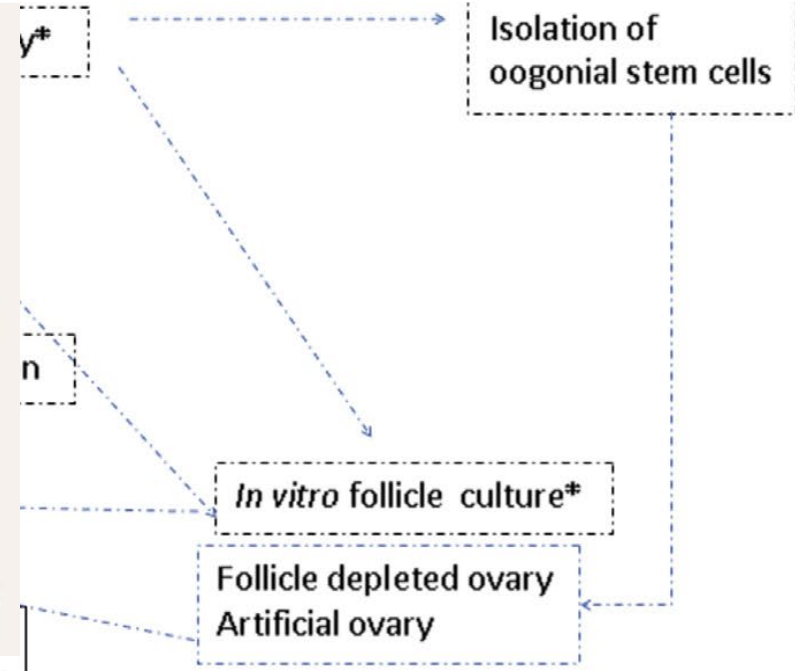 y*
Isolation of
oogonial stem cells
n
In vitro follicle culture*
Follicle depleted ovary
Artificial ovary